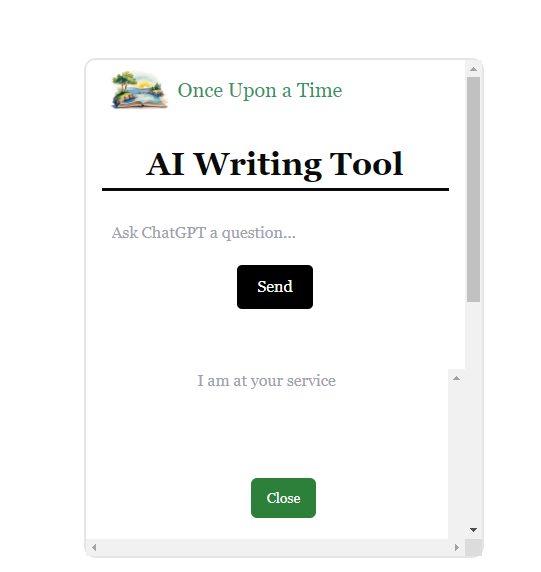 Once Upon a Time
AI Writing Tool
Ask ChatGPT a question...
Send
I am at your service
Close